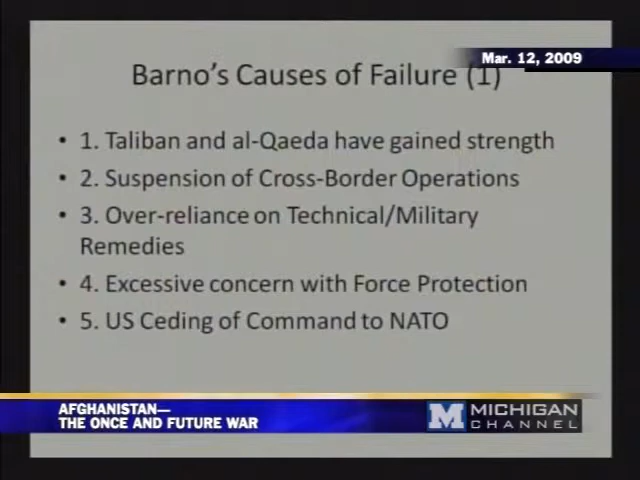 Mar. 12, 2009
Barno's Causes of Failure (1)
• 1. Taliban and al-Qaeda have gained strength
• 2. Suspension of Cross-Border Operations
• 3. Over-reliance on Technical/Military
Remedies
• 4. Excessive concern with Force Protection
• 5. US Ceding of Command to NATO
AFGHANISTAN—
THE ONCE AND FUTURE WAR
M MICHIGAN
CHANNEL